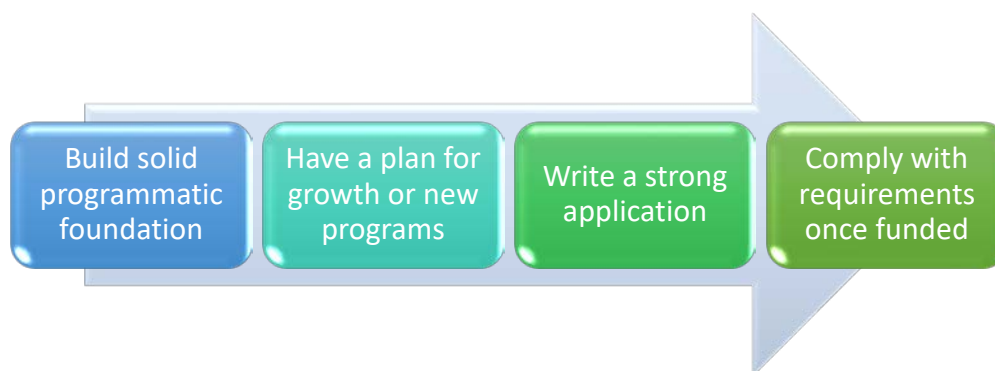 Build solid
programmatic
foundation
Have a plan for
growth or new
programs
Write a strong
application
Comply with
requirements
once funded